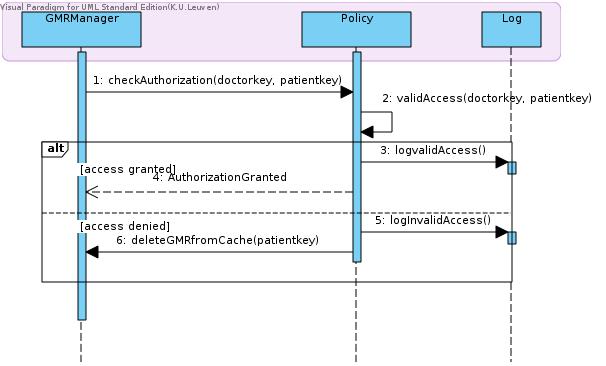 Visual Paradigm for UML Standard Edition(K.U.Leuven)
GMRManager
Policy
Log
1: checkAuthorization(doctorkey, patientkey)
2: validAccess(doctorkey, patientkey)
alt
3: logvalidAccess()
[access granted]
4: AuthorizationGranted
[access denied]
5: logInvalidAccess()
6: deleteGMRfromCache(patientkey)